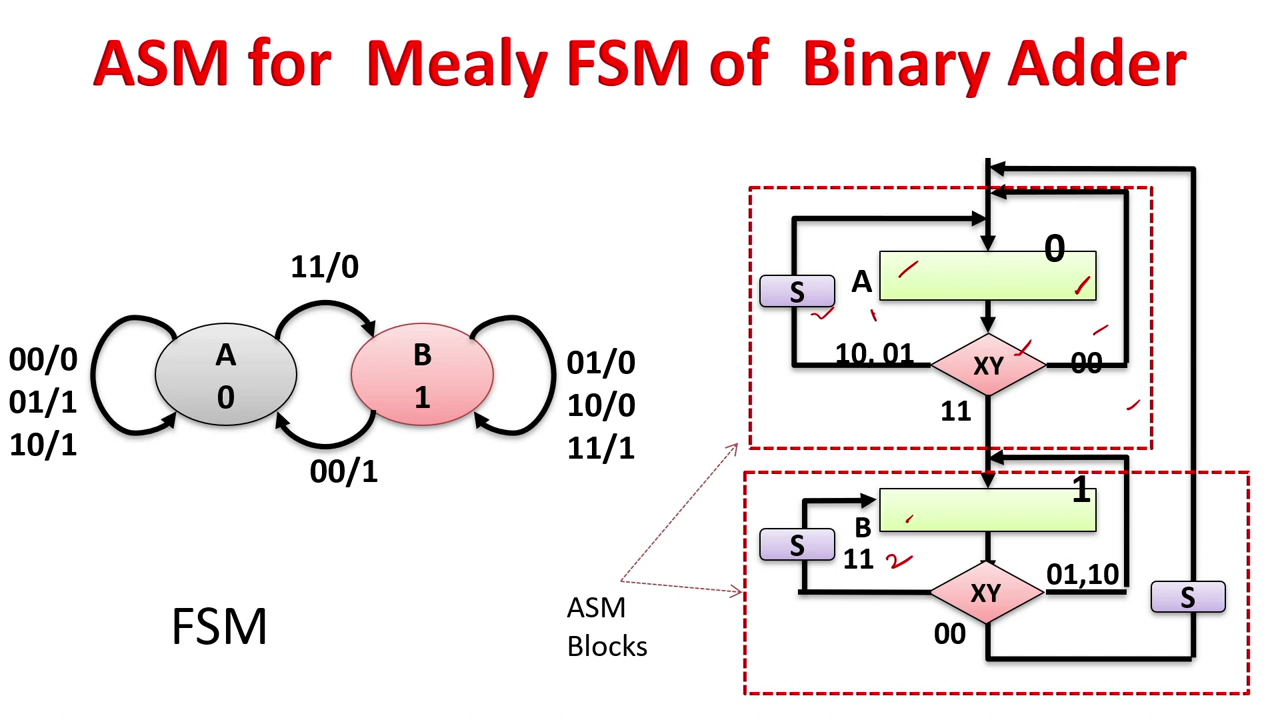 ASM for Mealy FSM of Binary Adder
11/0
00/0
01/1
10/1
A
0
B
1
01/0
10/0
11/1
00/1
FSM
ASM
Blocks
0
A
S
10, 01
XY
00
11
1
B
S
11
XY
01,10
00
S